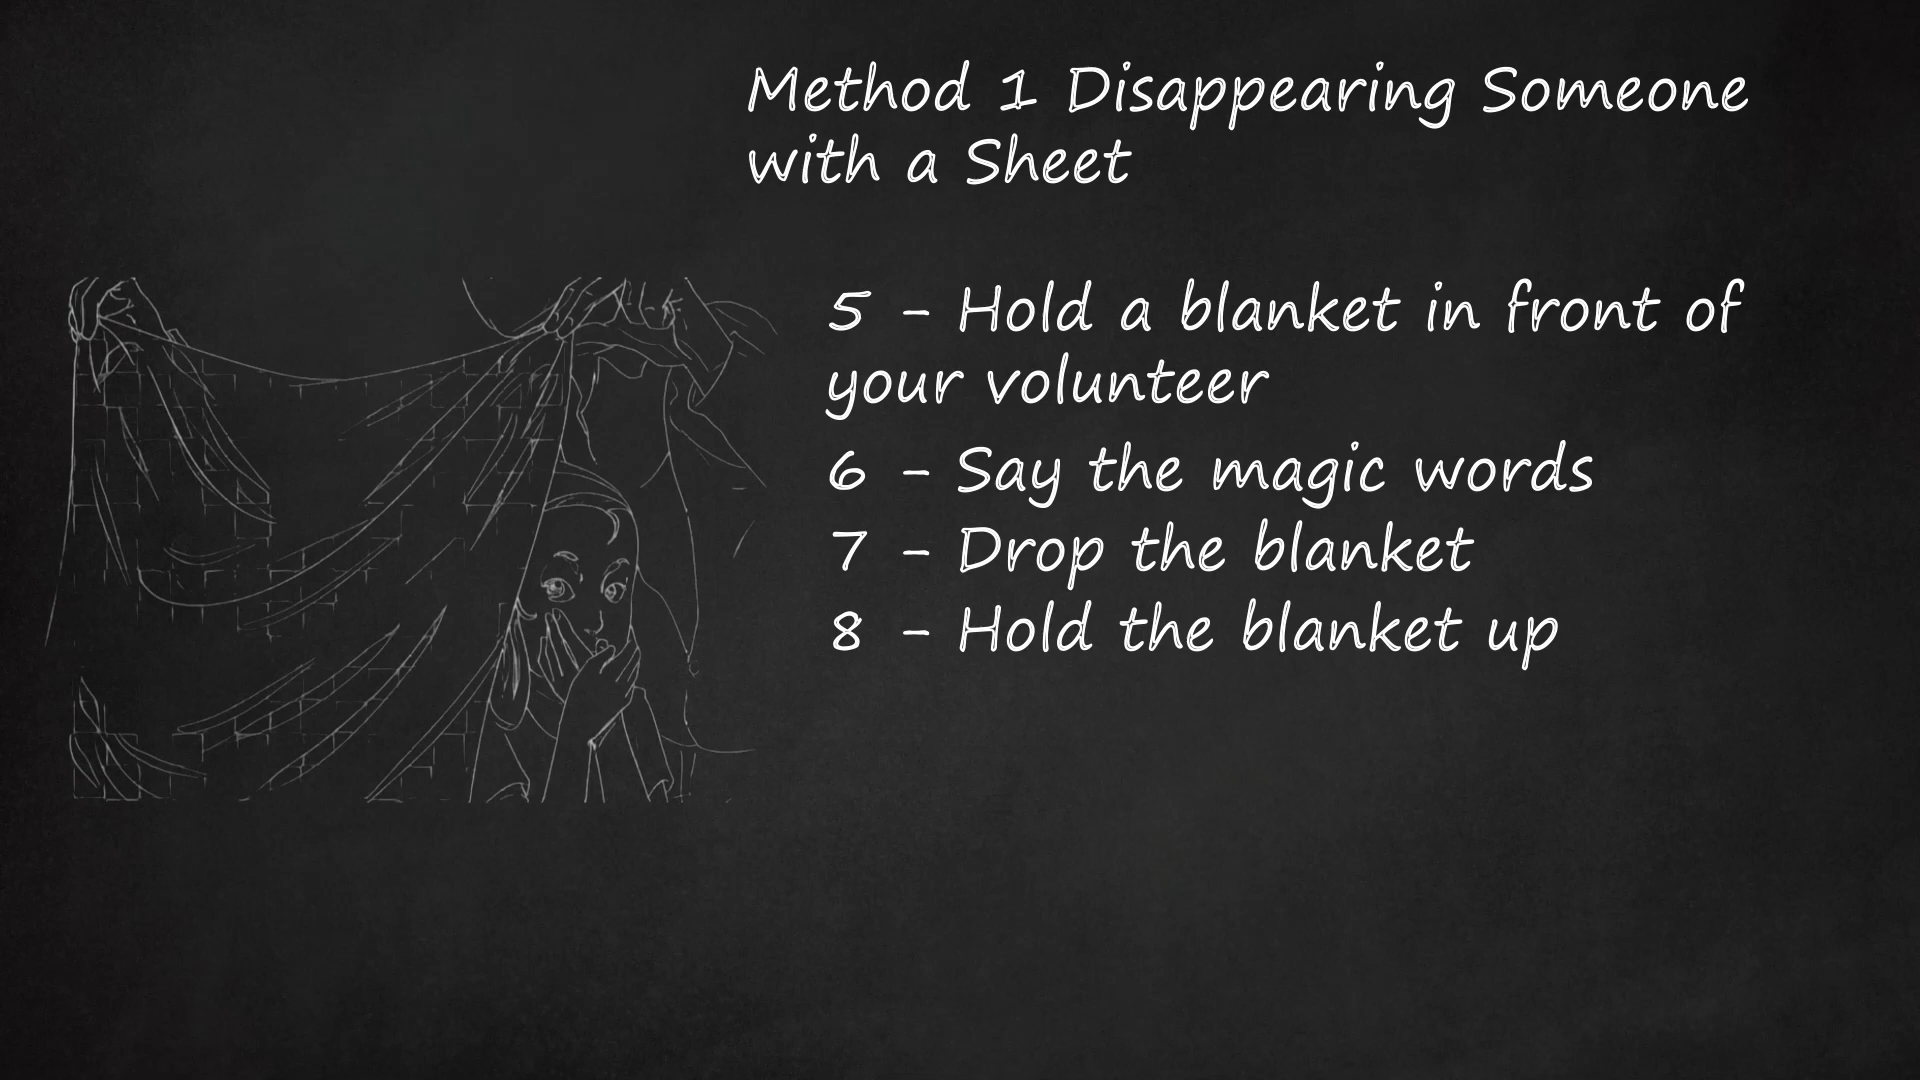 Method 1 Disappearing Someone
with a Sheet
5 - Hold a blanket in front of
your volunteer
6 - Say the magic words
7 - Drop the blanket
8 - Hold the blanket up